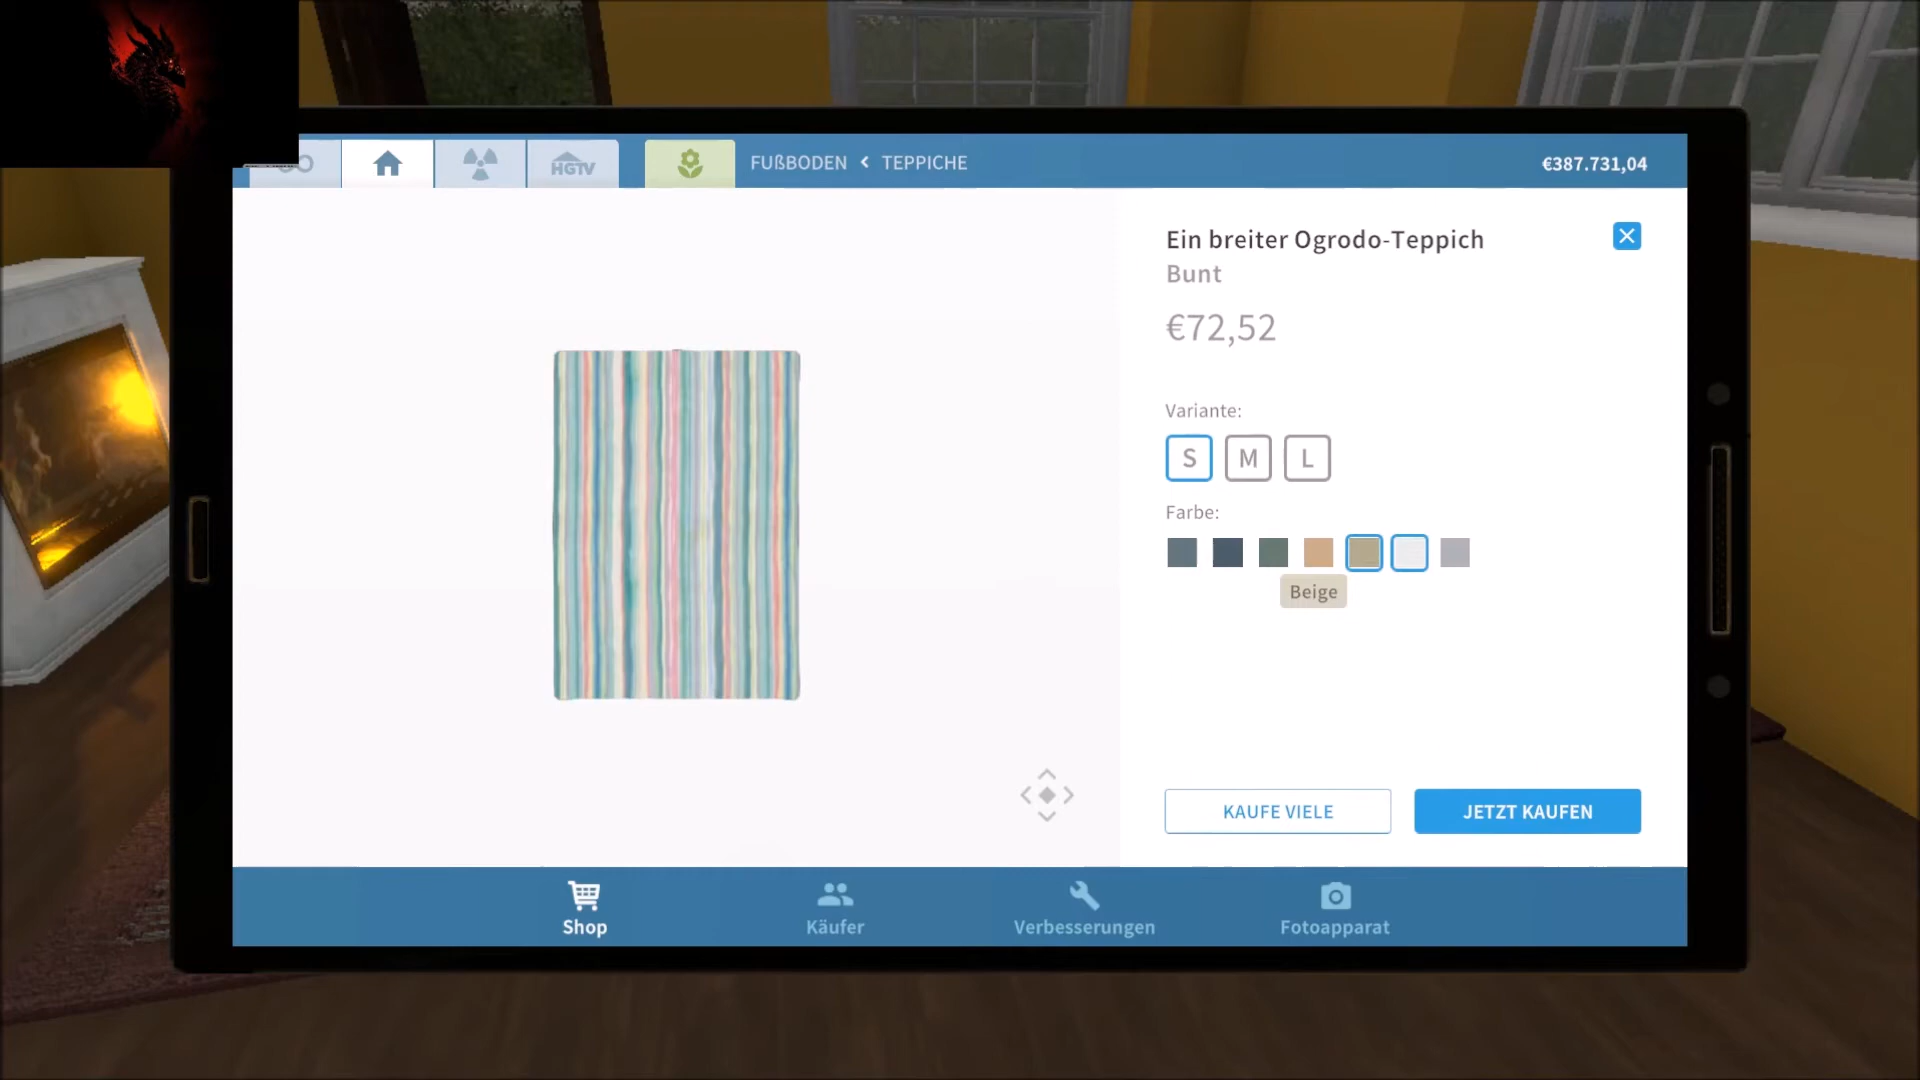 HGTV
FUßBODEN < TEPPICHE
€387.731,04
Ein breiter Ogrodo-Teppich
Bunt
€72,52
Variante:
S M L
Farbe:
Beige
KAUFE VIELE
JETZT KAUFEN
Shop
Käufer
Verbesserungen
Fotoapparat